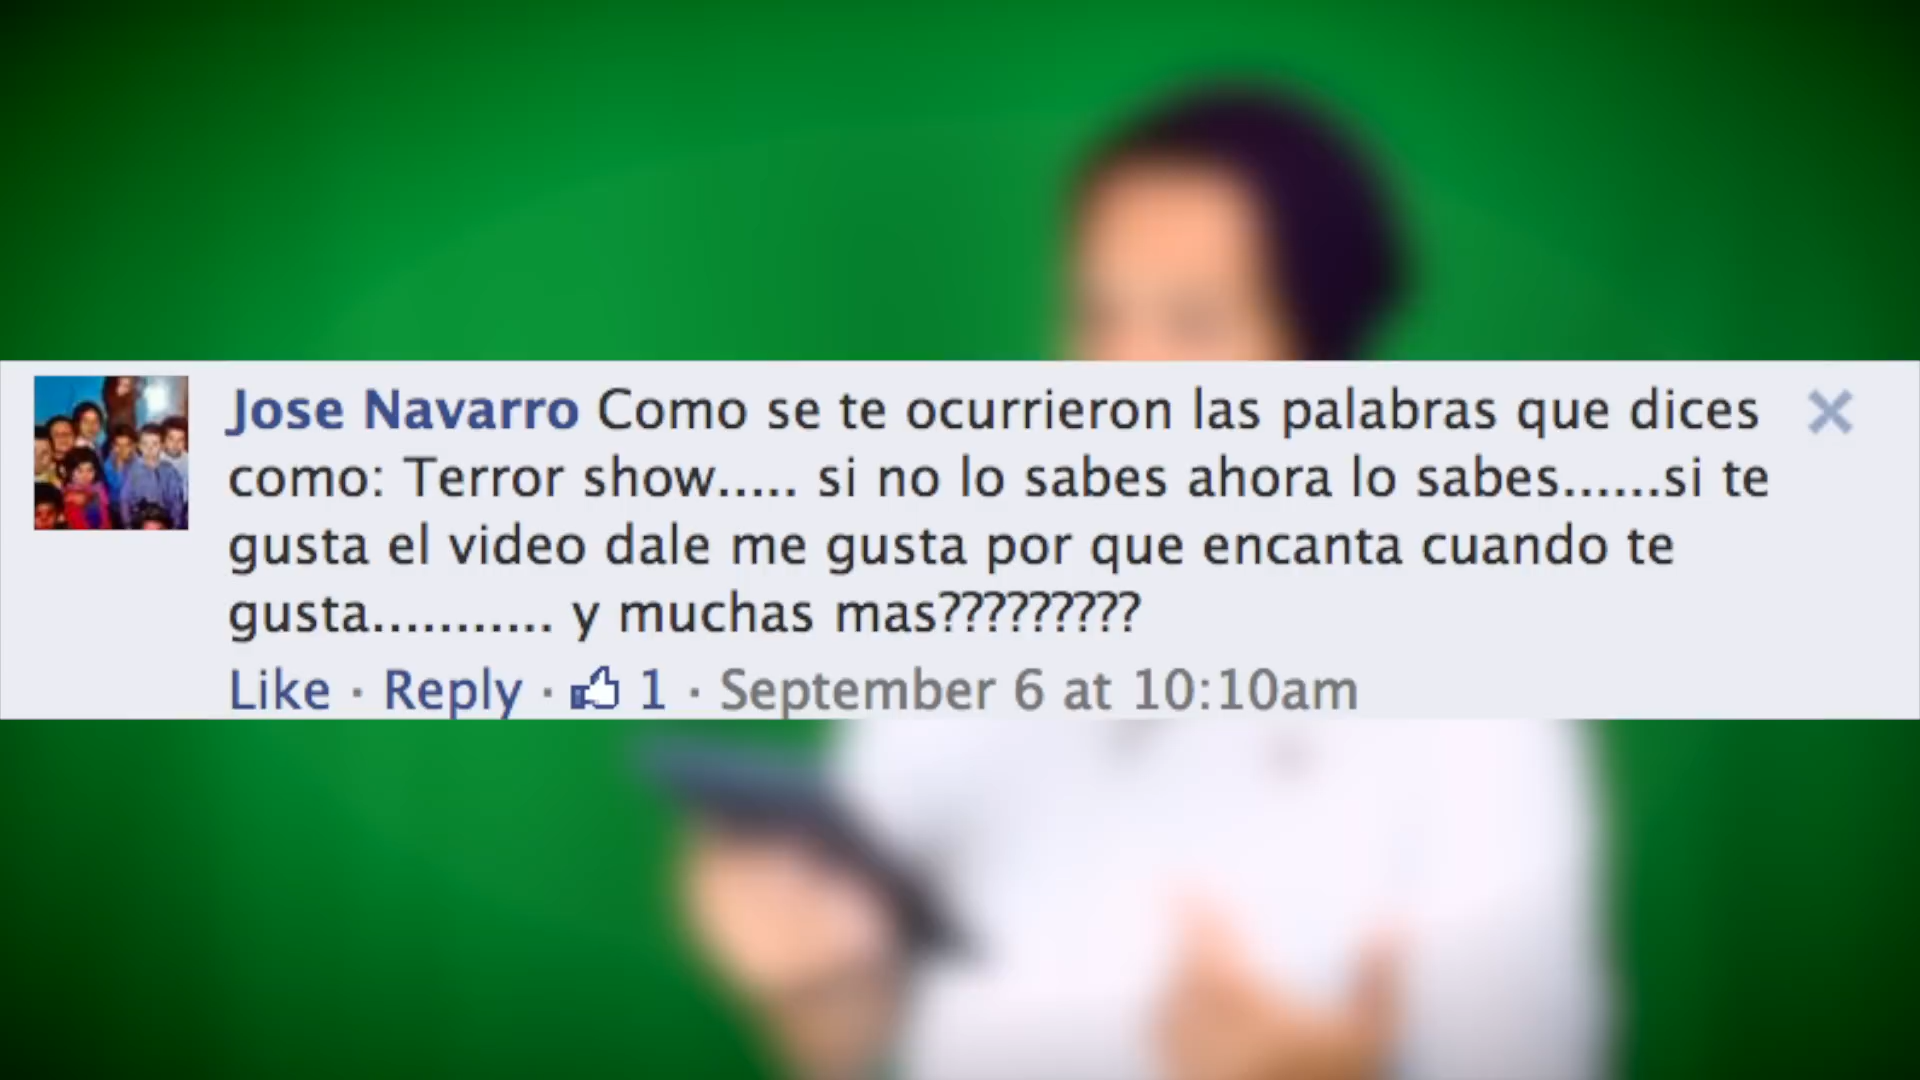 Jose Navarro Como se te ocurrieron las palabras que dices
como: Terror show..... si no lo sabes ahora lo sabes......si te
gusta el video dale me gusta por que encanta cuando te
gusta........... y muchas mas?????????
Like · Reply · 1 · September 6 at 10:10am